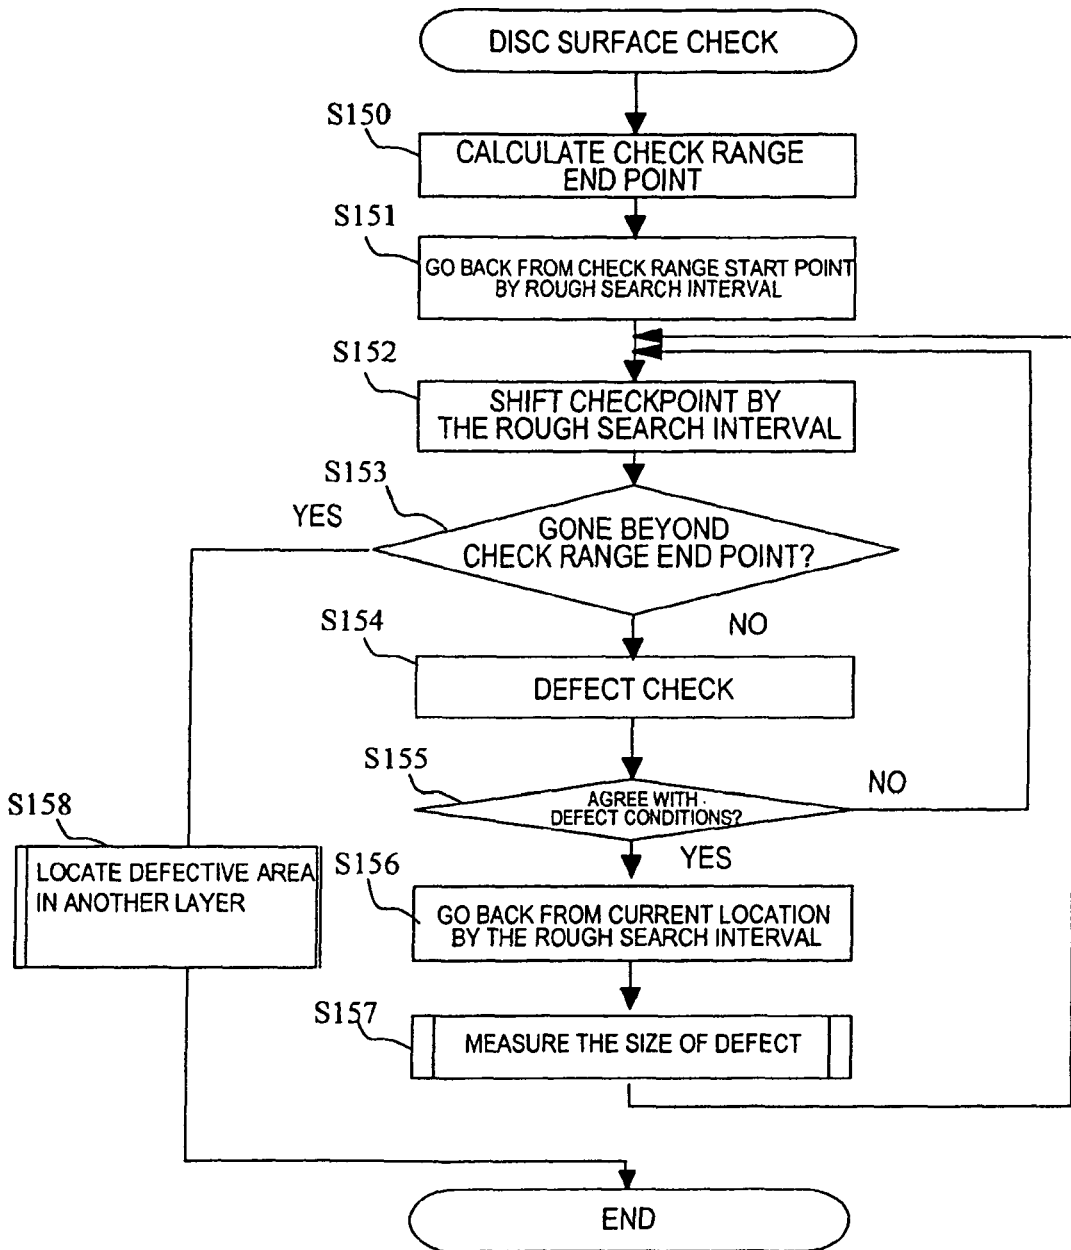 DISC SURFACE CHECK
S150
CALCULATE CHECK RANGE
END POINT
S151
GO BACK FROM CHECK RANGE START POINT
BY ROUGH SEARCH INTERVAL
S152
SHIFT CHECKPOINT BY
THE ROUGH SEARCH INTERVAL
S153
YES
GONE BEYOND
CHECK RANGE END POINT?
NO
S154
DEFECT CHECK
S155
AGREE WITH
DEFECT CONDITIONS?
NO
YES
S158
LOCATE DEFECTIVE AREA
IN ANOTHER LAYER
S156
GO BACK FROM CURRENT LOCATION
BY THE ROUGH SEARCH INTERVAL
S157
MEASURE THE SIZE OF DEFECT
END